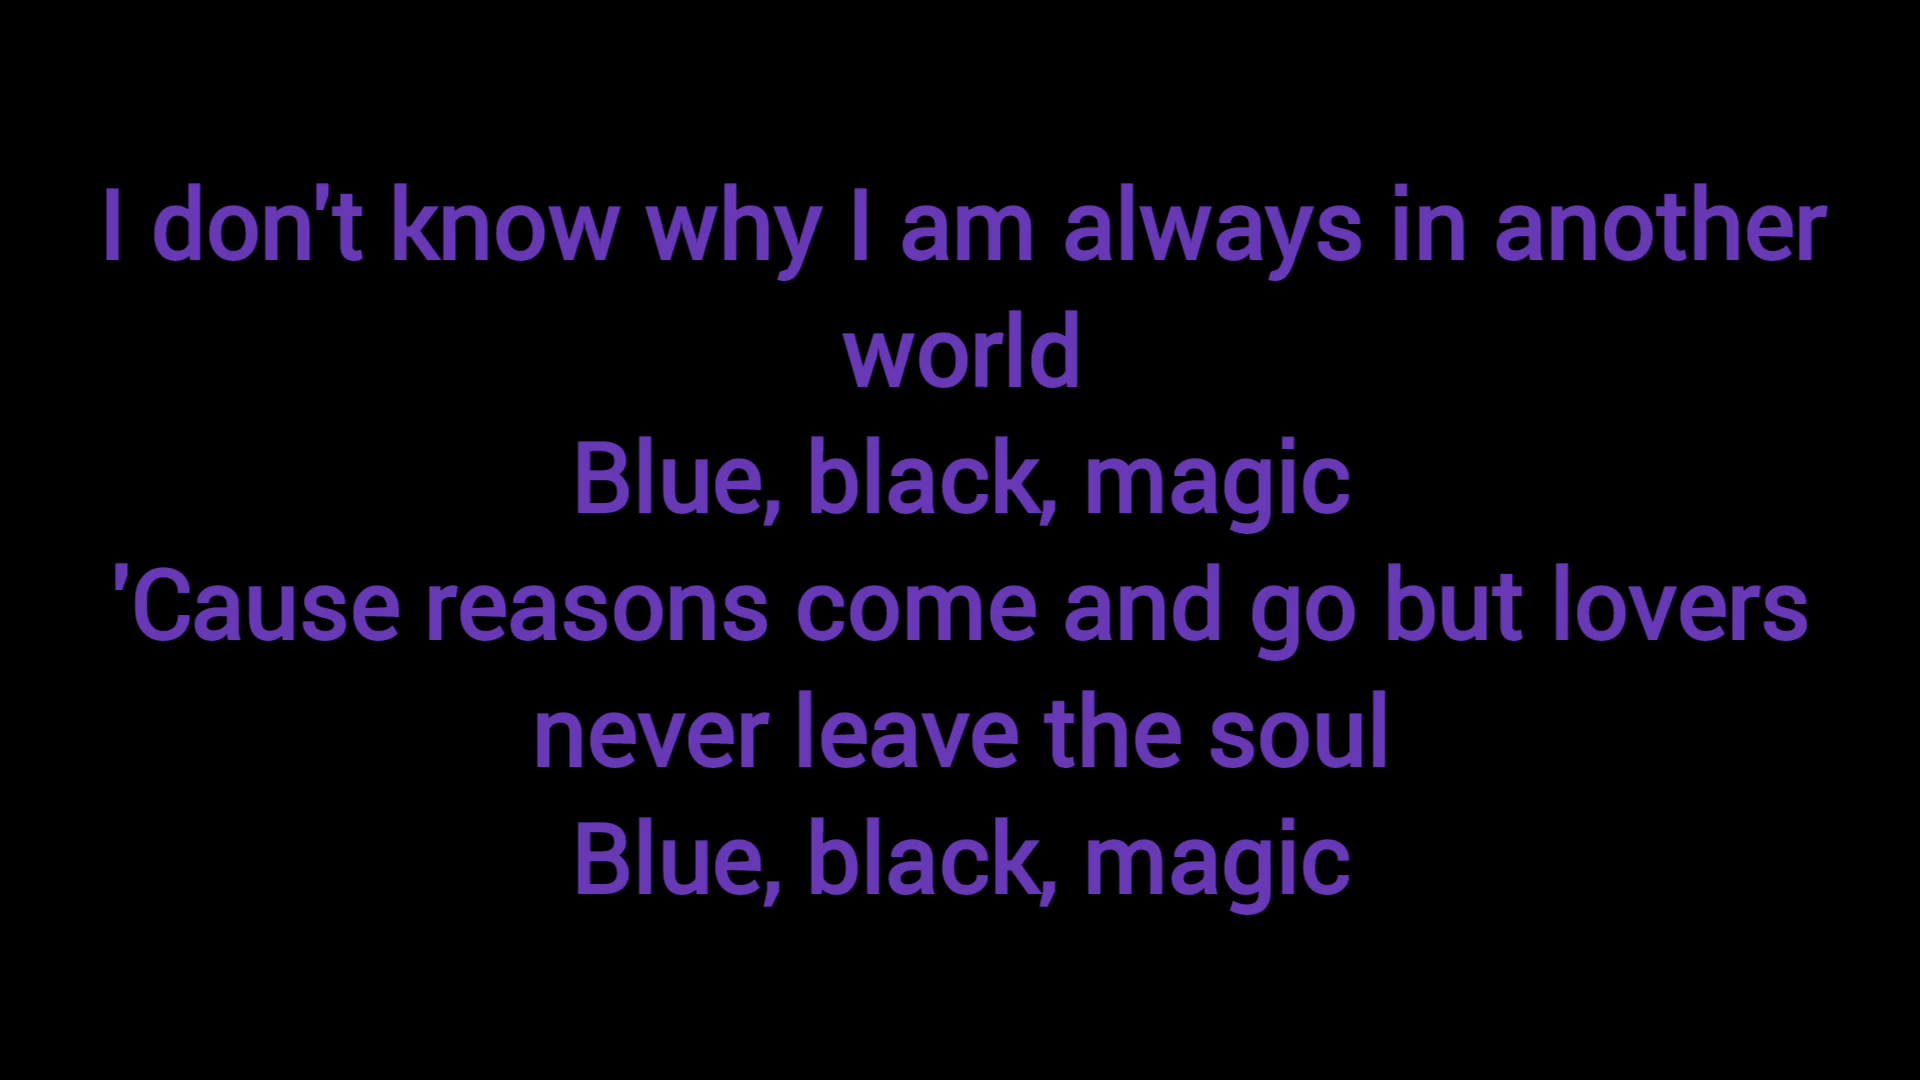 I don't know why I am always in another
world
Blue, black, magic
'Cause reasons come and go but lovers
never leave the soul
Blue, black, magic